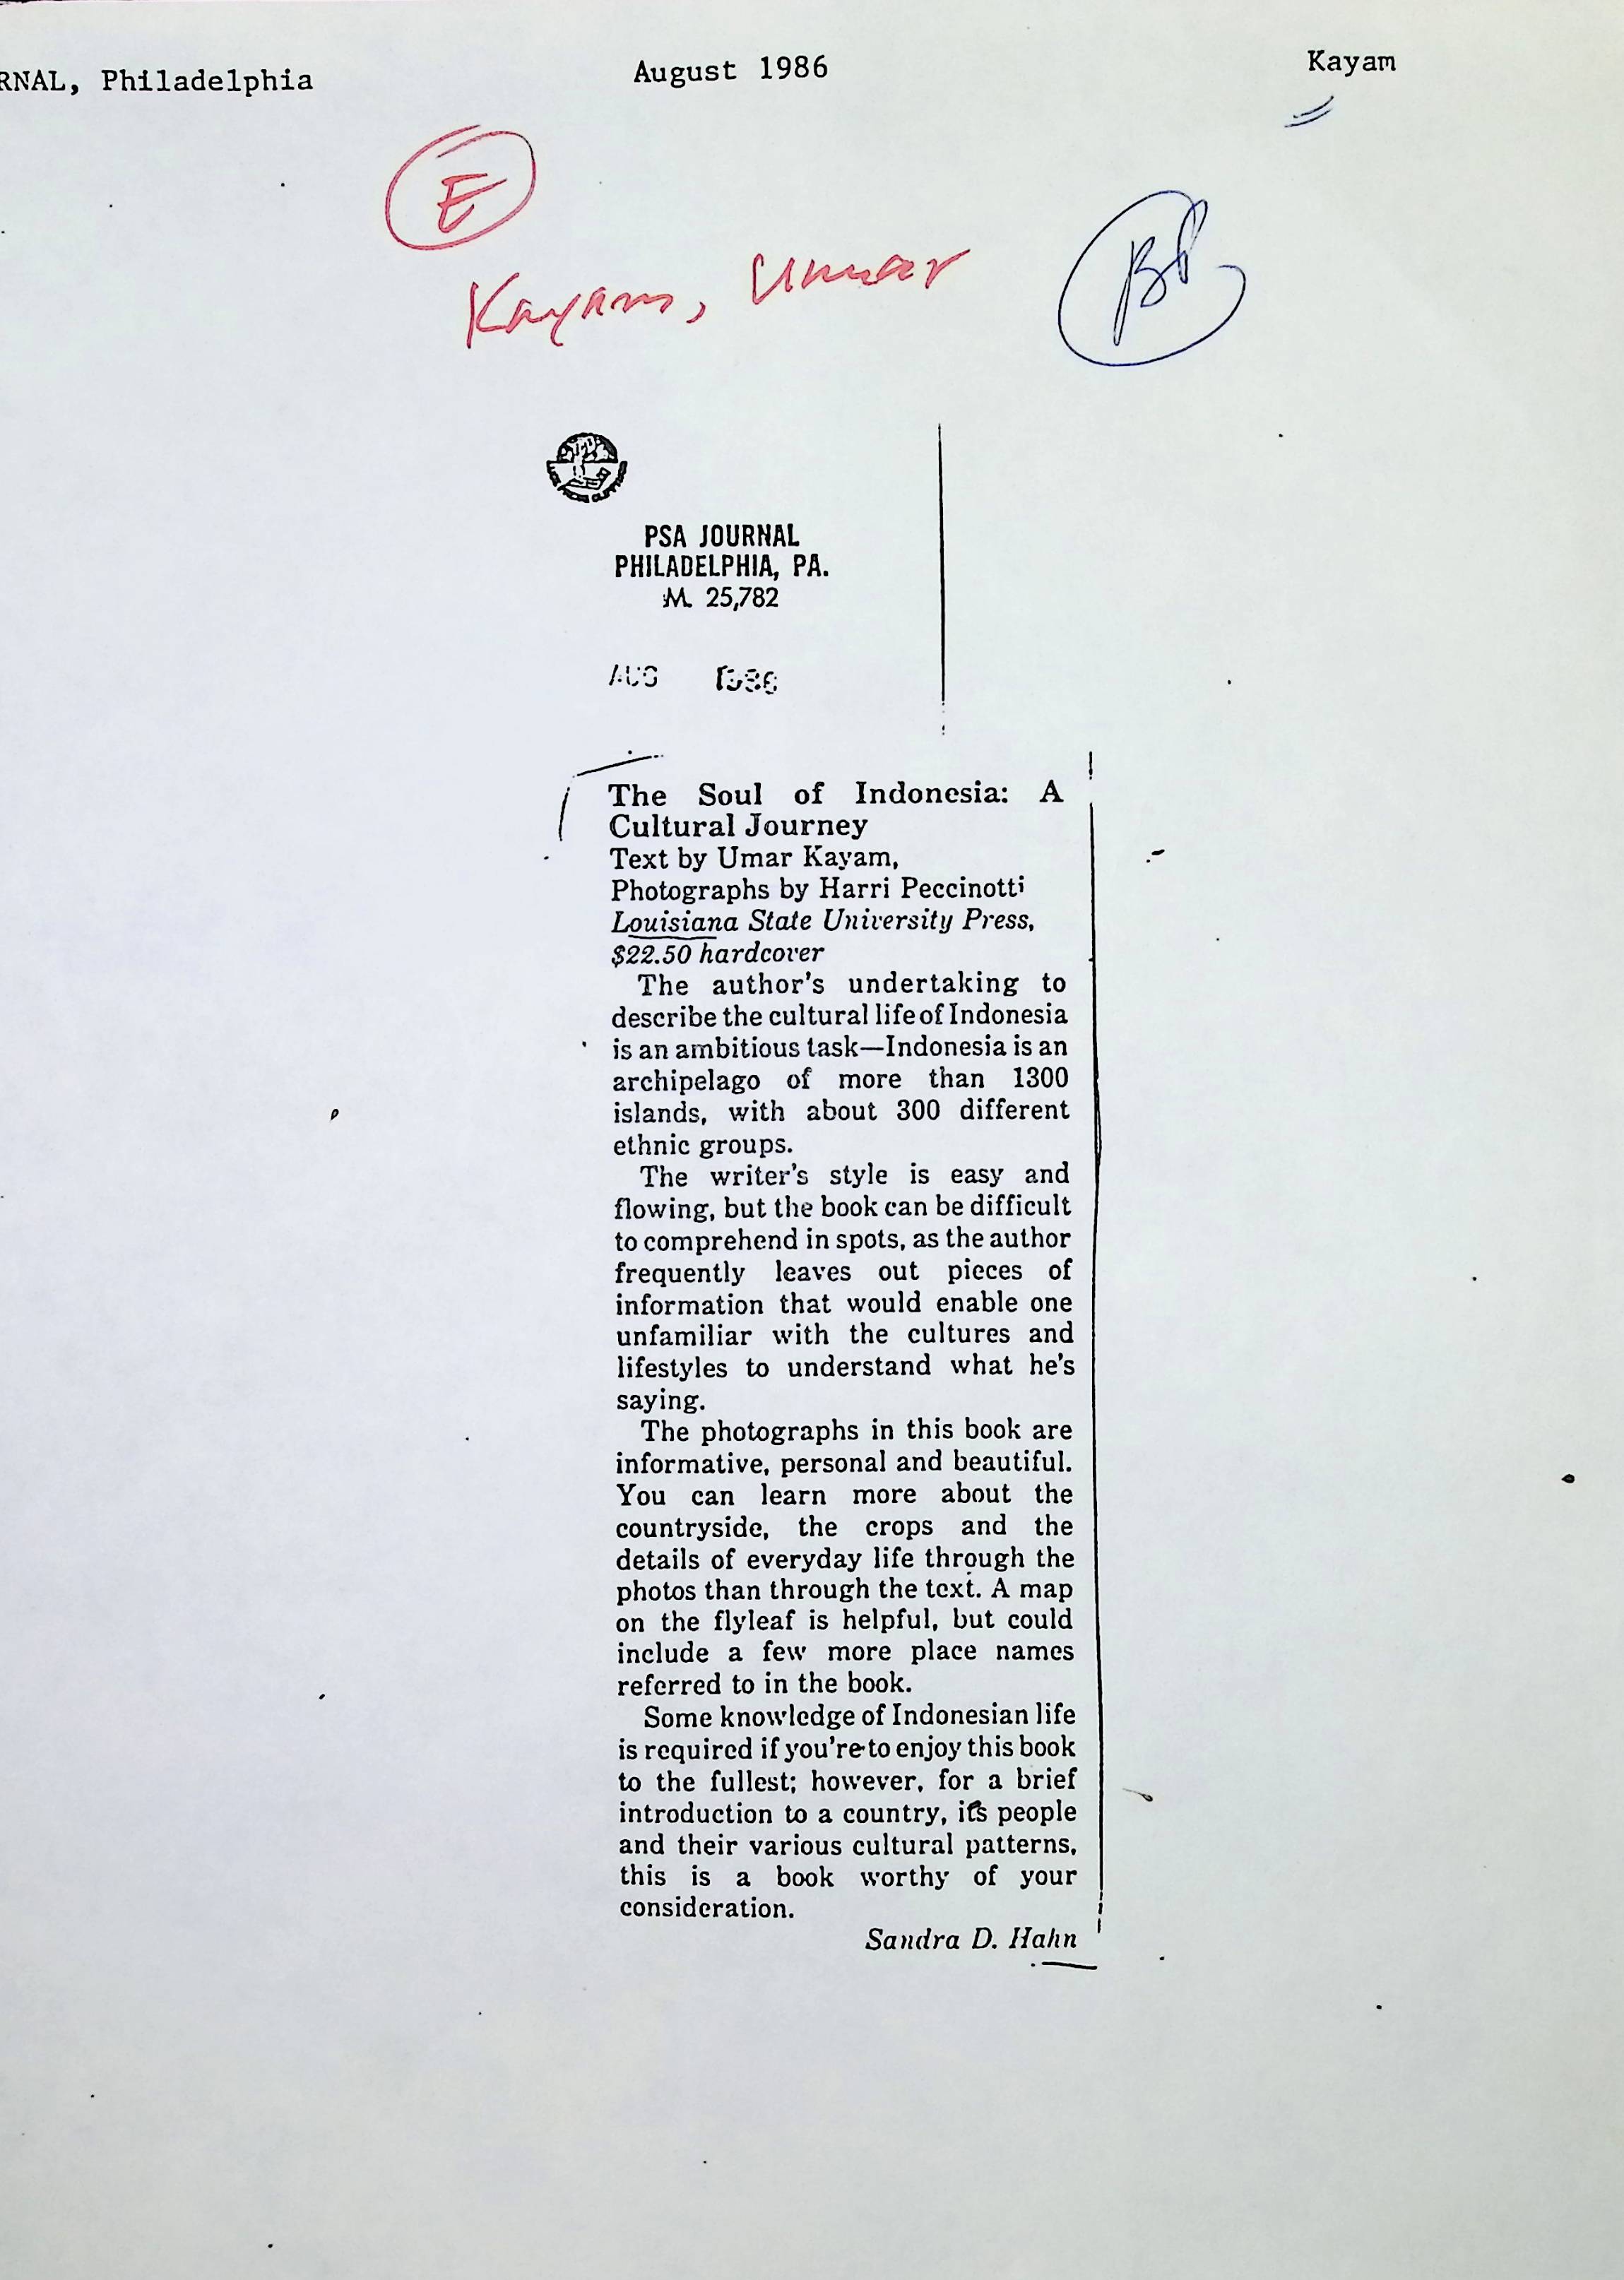 RNAL, Philadelphia August 1986 Kayam
E
Kayam, Umar
PSA JOURNAL
PHILADELPHIA, PA.
M. 25,782
AUG 1986
The Soul of Indonesia: A
Cultural Journey
Text by Umar Kayam,
Photographs by Harri Peccinotti
Louisiana State University Press,
$22.50 hardcover
The author's undertaking to
describe the cultural life of Indonesia
is an ambitious task—Indonesia is an
archipelago of more than 1300
islands, with about 300 different
ethnic groups.
The writer's style is easy and
flowing, but the book can be difficult
to comprehend in spots, as the author
frequently leaves out pieces of
information that would enable one
unfamiliar with the cultures and
lifestyles to understand what he's
saying.
The photographs in this book are
informative, personal and beautiful.
You can learn more about the
countryside, the crops and the
details of everyday life through the
photos than through the text. A map
on the flyleaf is helpful, but could
include a few more place names
referred to in the book.
Some knowledge of Indonesian life
is required if you're to enjoy this book
to the fullest; however, for a brief
introduction to a country, its people
and their various cultural patterns,
this is a book worthy of your
consideration.
Sandra D. Hahn